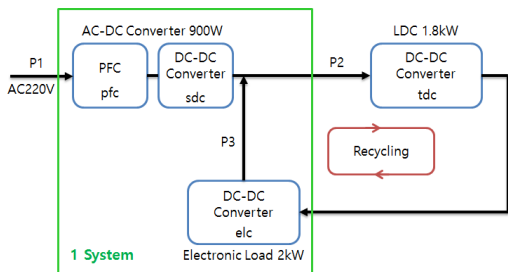 AC-DC Converter 900W
LDC 1.8kW
P1
AC220V
PFC
pfc
DC-DC
Converter
sdc
P2
DC-DC
Converter
tdc
P3
Recycling
DC-DC
Converter
elc
1 System
Electronic Load 2kW